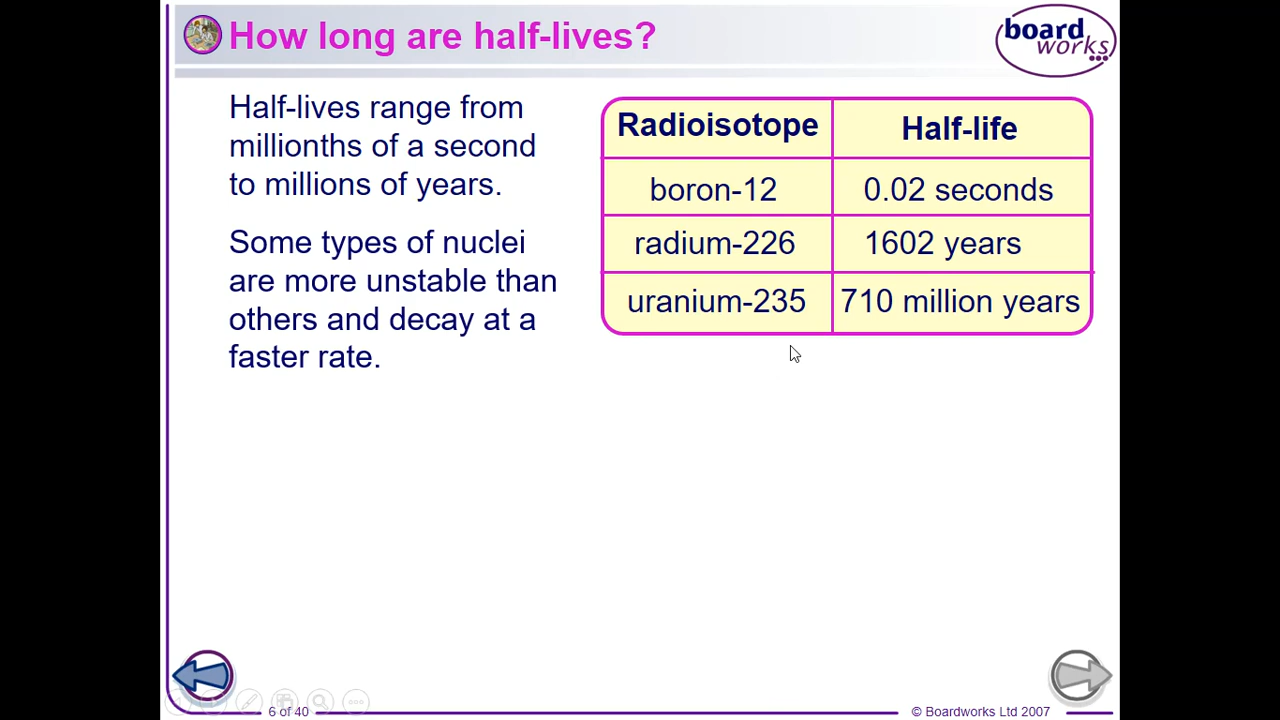 How long are half-lives?
board
works
Half-lives range from
millionths of a second
to millions of years.
Some types of nuclei
are more unstable than
others and decay at a
faster rate.
Radioisotope Half-life
boron-12 0.02 seconds
radium-226 1602 years
uranium-235 710 million years
6 of 40
© Boardworks Ltd 2007